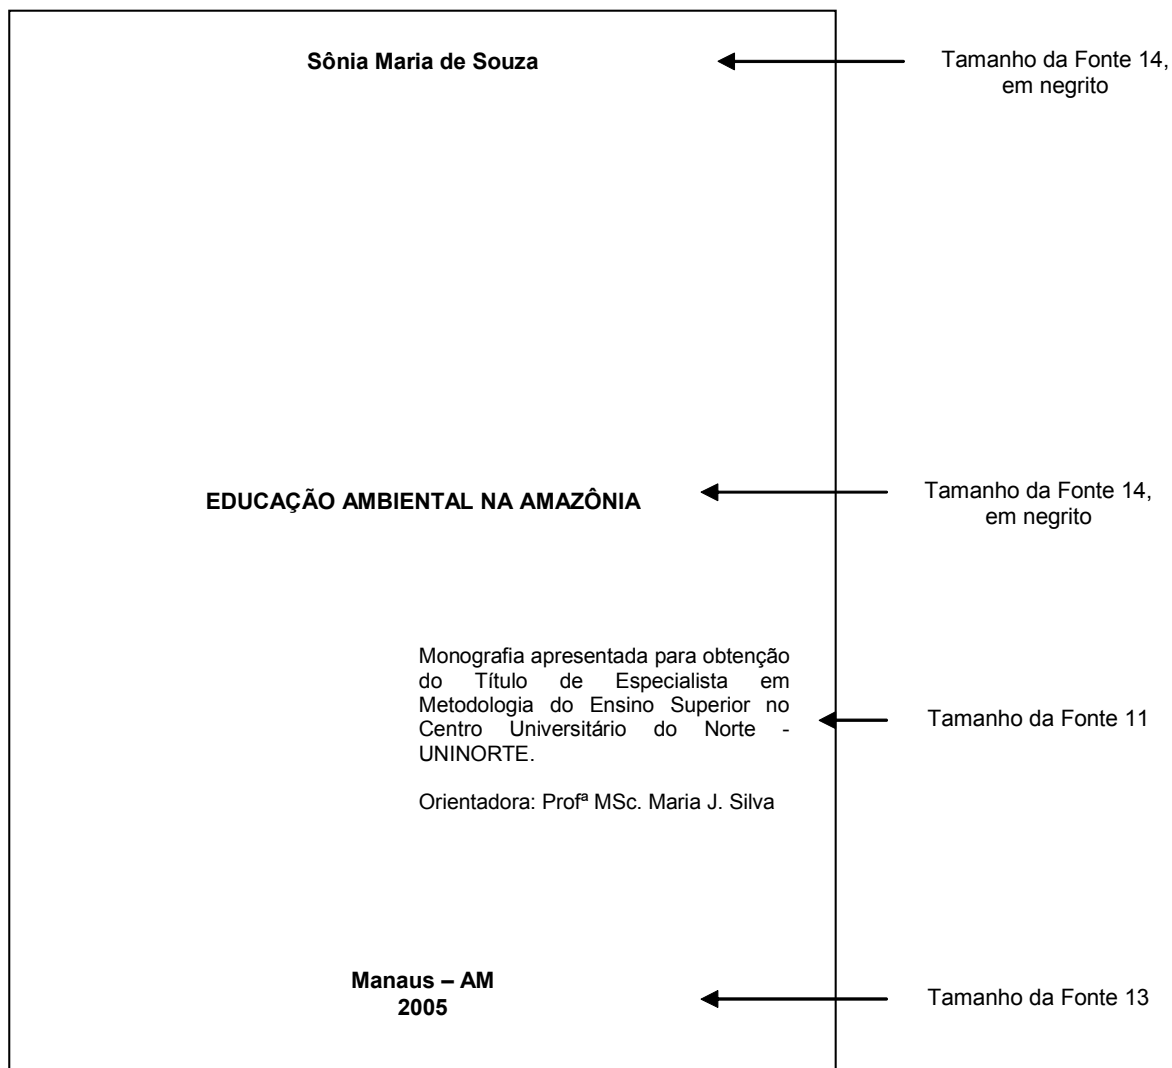 Sônia Maria de Souza
Tamanho da Fonte 14,
em negrito
EDUCAÇÃO AMBIENTAL NA AMAZÔNIA
Tamanho da Fonte 14,
em negrito
Monografia apresentada para obtenção
do Título de Especialista em
Metodologia do Ensino Superior no
Centro Universitário do Norte -
UNINORTE.
Orientadora: Profª MSc. Maria J. Silva
Tamanho da Fonte 11
Manaus – AM
2005
Tamanho da Fonte 13